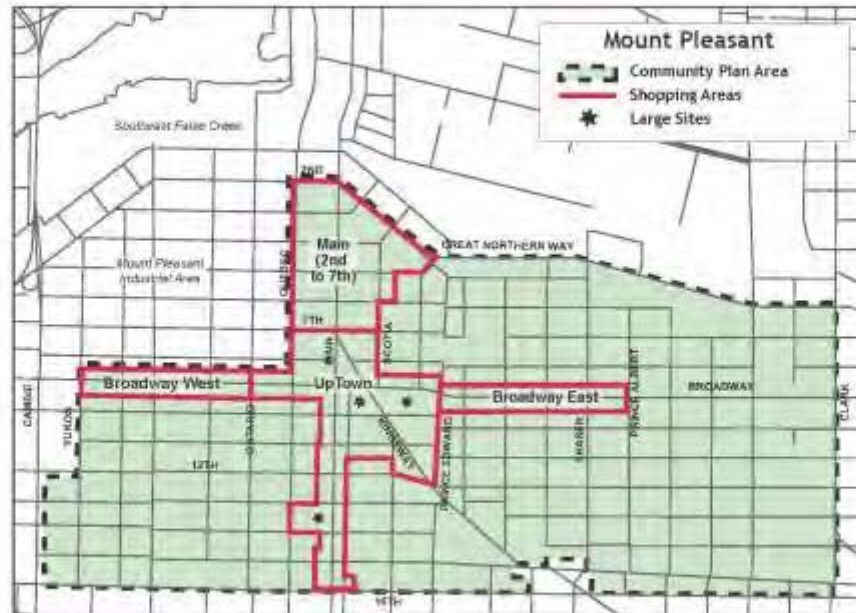 Mount Pleasant
Community Plan Area
Shopping Areas
Large Sites
Southeast False Creek
2ND
GREAT NORTHERN WAY
Main
(2nd
to 7th)
Mount Pleasant
Industrial Area
QUEBEC
7TH
MAIN
SCOTIA
Broadway West
UpTown
Broadway East
BROADWAY
CAMBIE
YUKON
ONTARIO
KINGSWAY
PRINCE EDWARD
FRASER
PRINCE ALBERT
CLARK
12TH
16TH